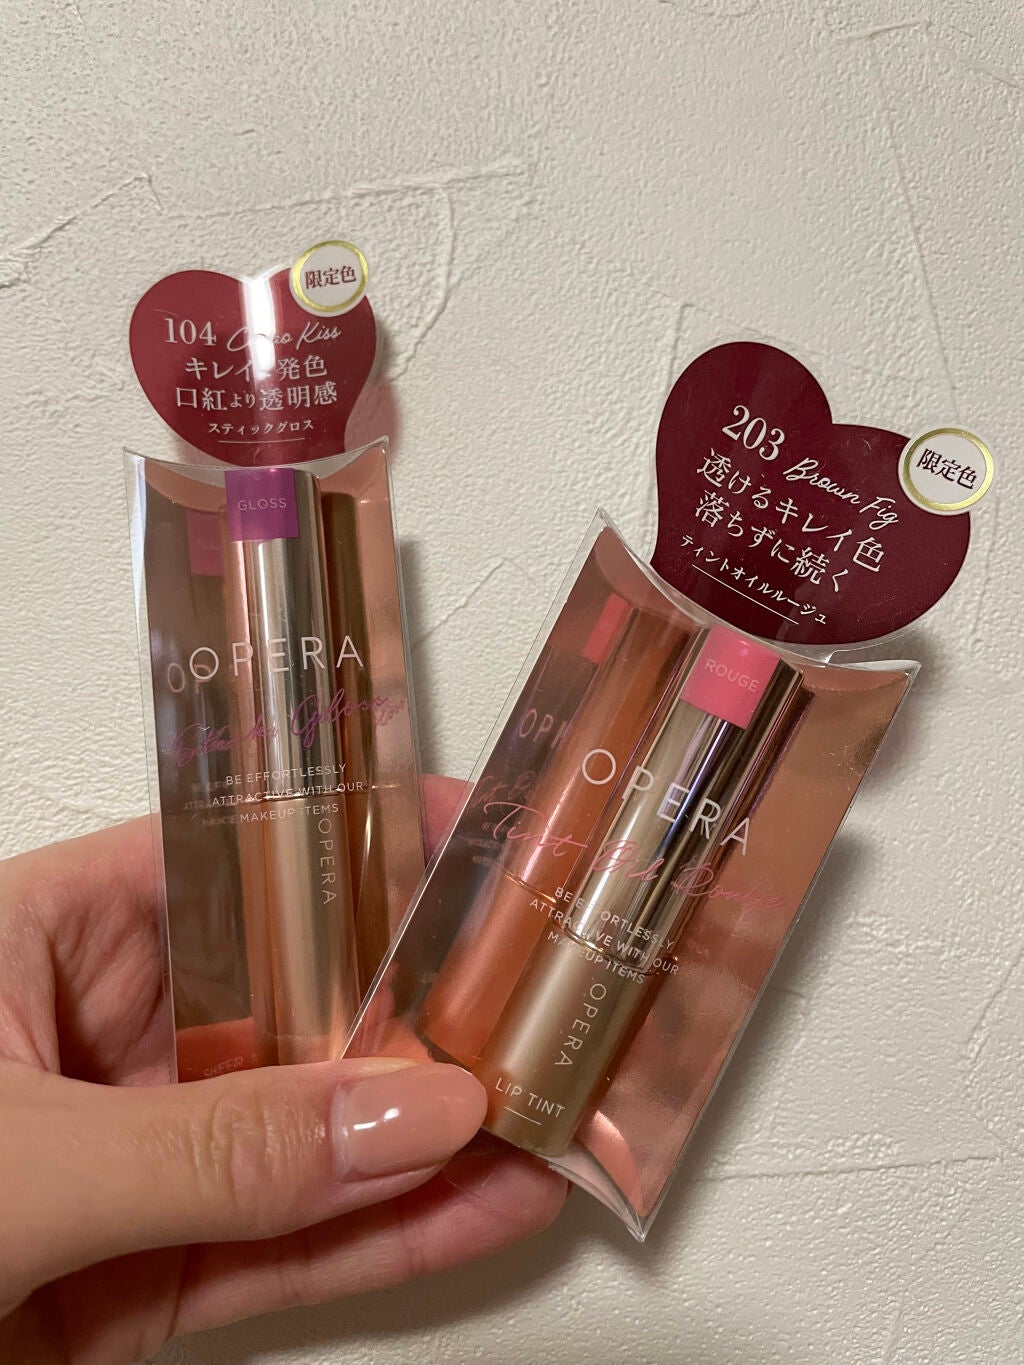 限定色
104 Cacao Kiss
キレイに発色
口紅より透明感
スティックグロス
GLOSS
OPERA
BE EFFORTLESSLY
ATTRACTIVE WITH OUR
MAKEUP ITEMS
OPERA
SHEER
限定色
203 Brown Fig
透けるキレイ色
落ちずに続く
ティントオイルルージュ
ROUGE
OPERA
Tint Oil Rouge
BE EFFORTLESSLY
ATTRACTIVE WITH OUR
MAKEUP ITEMS
OPERA
LIP TINT